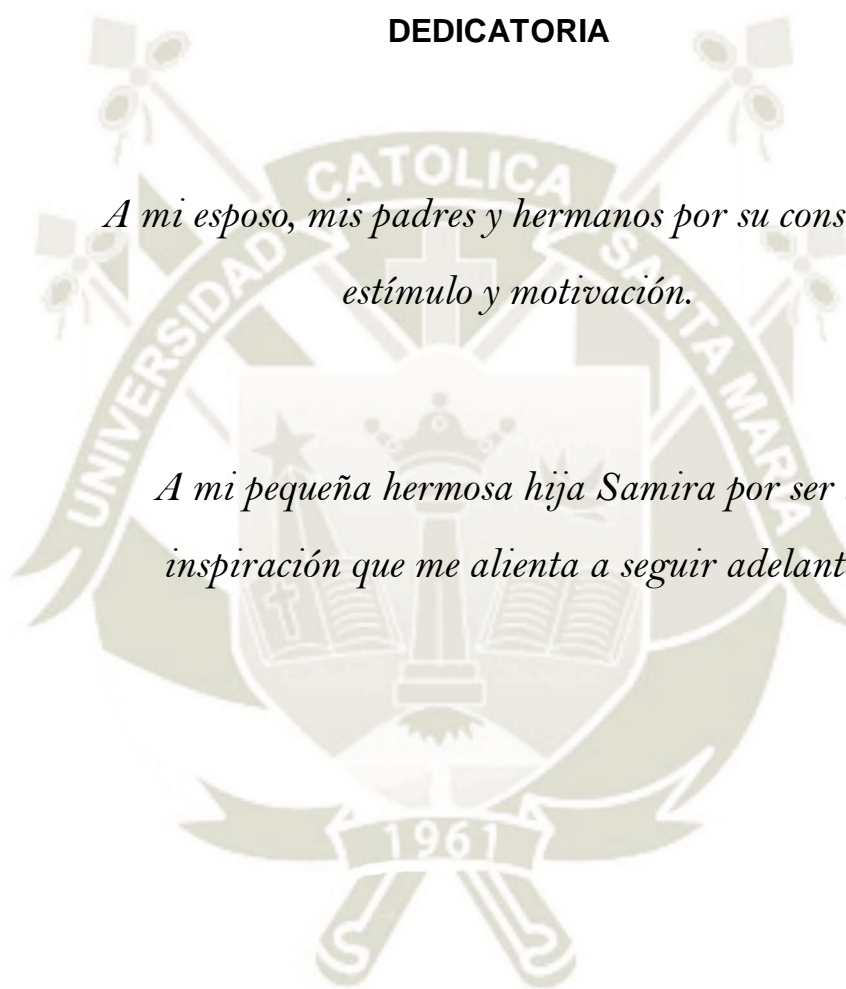 DEDICATORIA
A mi esposo, mis padres y hermanos por su cons
estímulo y motivación.
A mi pequeña hermosa hija Samira por ser
inspiración que me alienta a seguir adelant
UNIVERSIDAD CATOLICA SANTA MARIA
1961